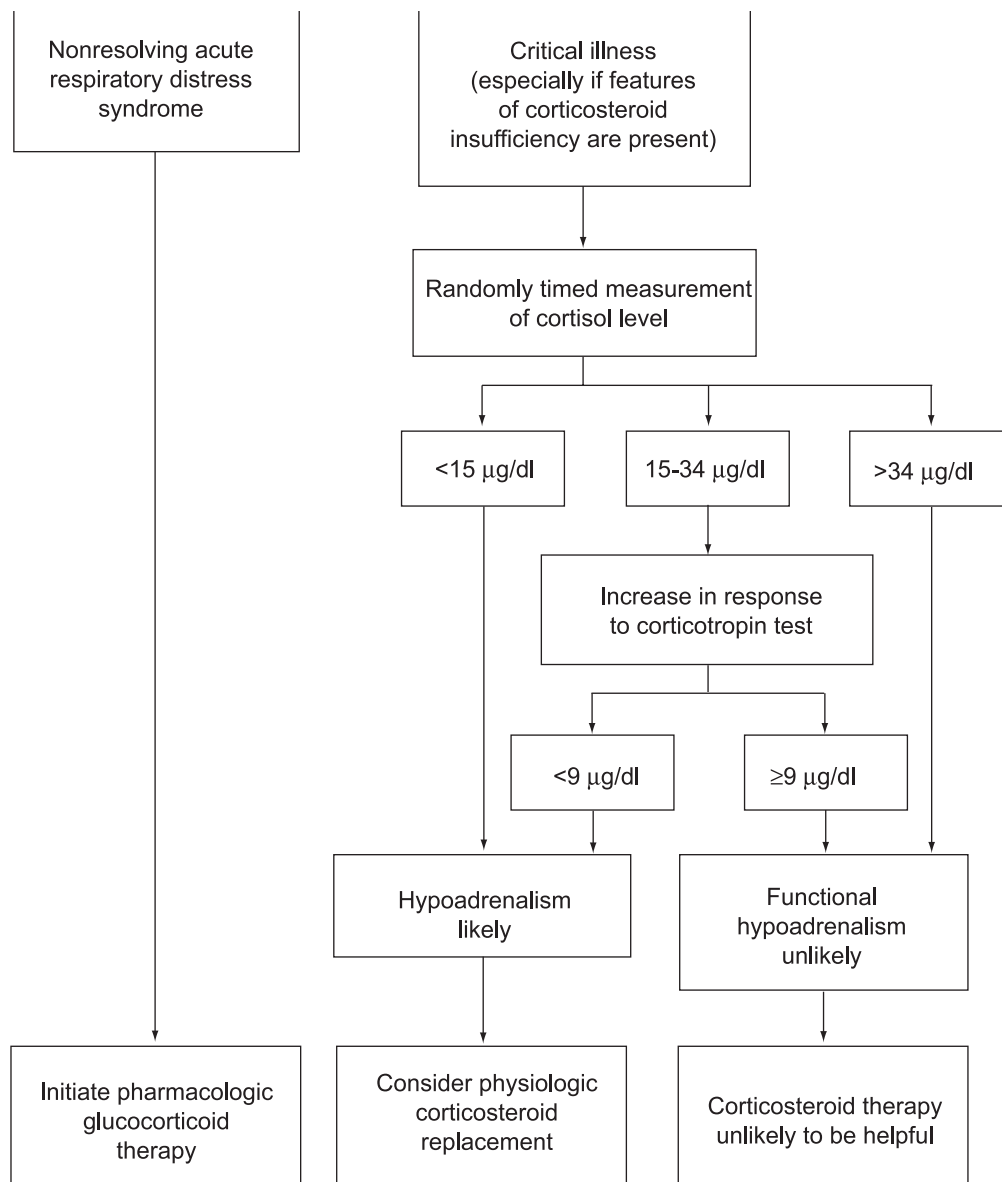 Nonresolving acute
respiratory distress
syndrome
Critical illness
(especially if features
of corticosteroid
insufficiency are present)
Randomly timed measurement
of cortisol level
<15 μg/dl
15-34 μg/dl
>34 μg/dl
Increase in response
to corticotropin test
<9 μg/dl
≥9 μg/dl
Hypoadrenalism
likely
Functional
hypoadrenalism
unlikely
Initiate pharmacologic
glucocorticoid
therapy
Consider physiologic
corticosteroid
replacement
Corticosteroid therapy
unlikely to be helpful